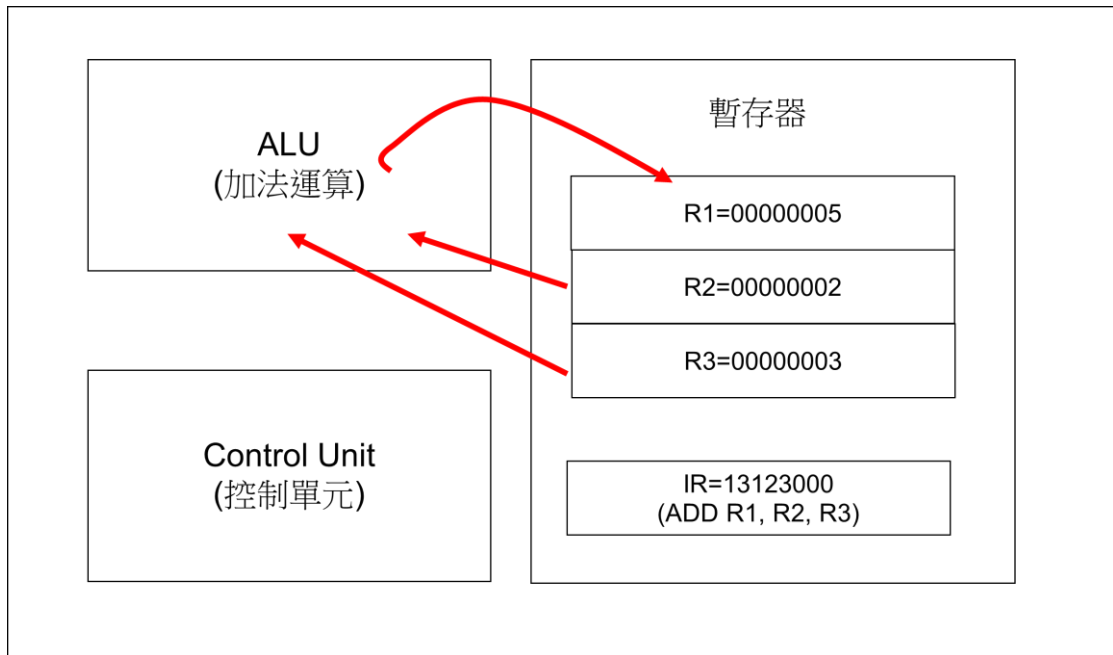 ALU
(加法運算)
暫存器
R1=00000005
R2=00000002
R3=00000003
Control Unit
(控制單元)
IR=13123000
(ADD R1, R2, R3)